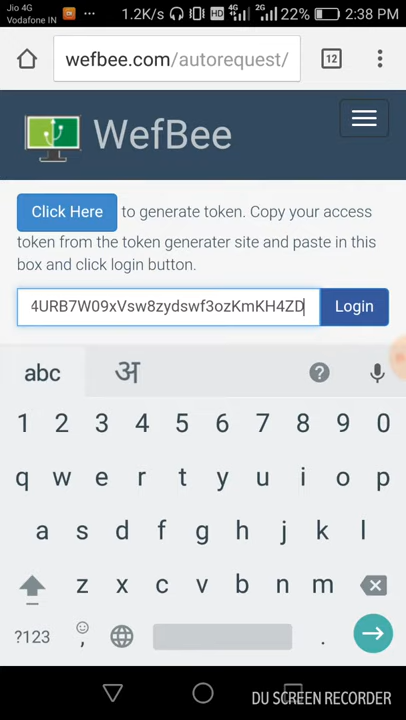 Jio 4G
Vodafone IN
... 1.2K/s HD 4G 2G 22% 2:38 PM
wefbee.com/autorequest/
12
WefBee
Click Here to generate token. Copy your access
token from the token generater site and paste in this
box and click login button.
4URB7W09xVsw8zydswf3ozKmKH4ZD
Login
abc अ ?
1 2 3 4 5 6 7 8 9 0
q w e r t y u i o p
a s d f g h j k l
z x c v b n m
?123 , .
DU SCREEN RECORDER